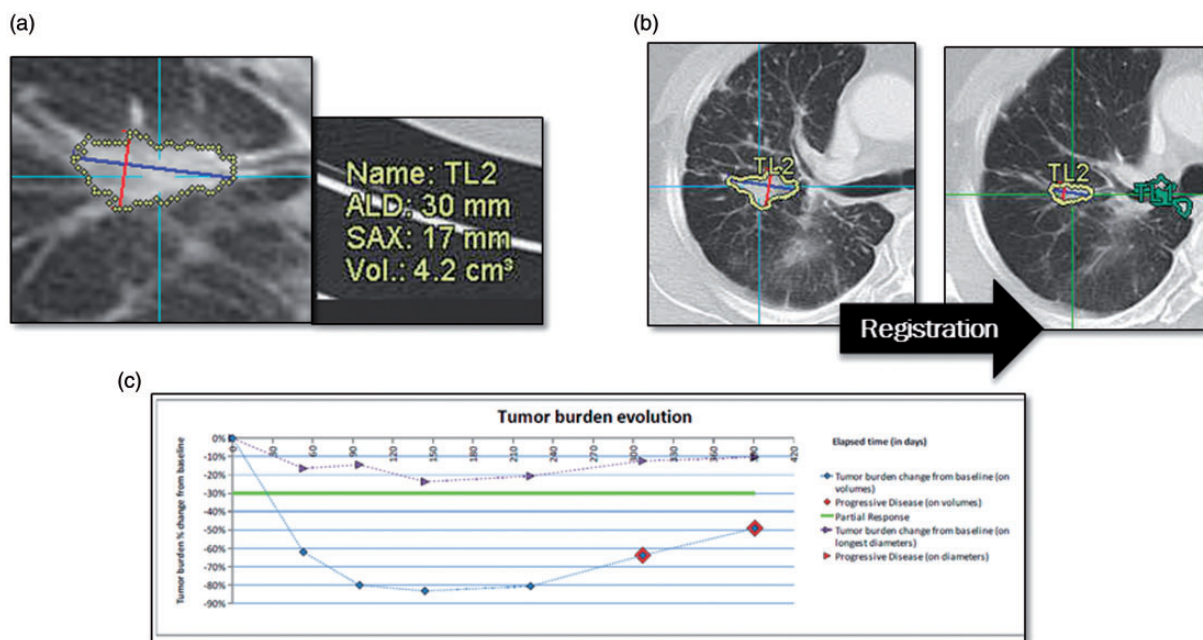 (a)
Name: TL2
ALD: 30 mm
SAX: 17 mm
Vol.: 4.2 cm³
(b)
TL2
TL2
TL1
Registration
(c)
Tumor burden evolution
Tumor burden % change from baseline
0%
-10%
-20%
-30%
-40%
-50%
-60%
-70%
-80%
-90%
0
30
60
90
120
150
180
210
240
270
300
330
360
390
420
Elapsed time (in days)
Tumor burden change from baseline (on
volumes)
Progressive Disease (on volumes)
Partial Response
Tumor burden change from baseline (on
longest diameters)
Progressive Disease (on diameters)